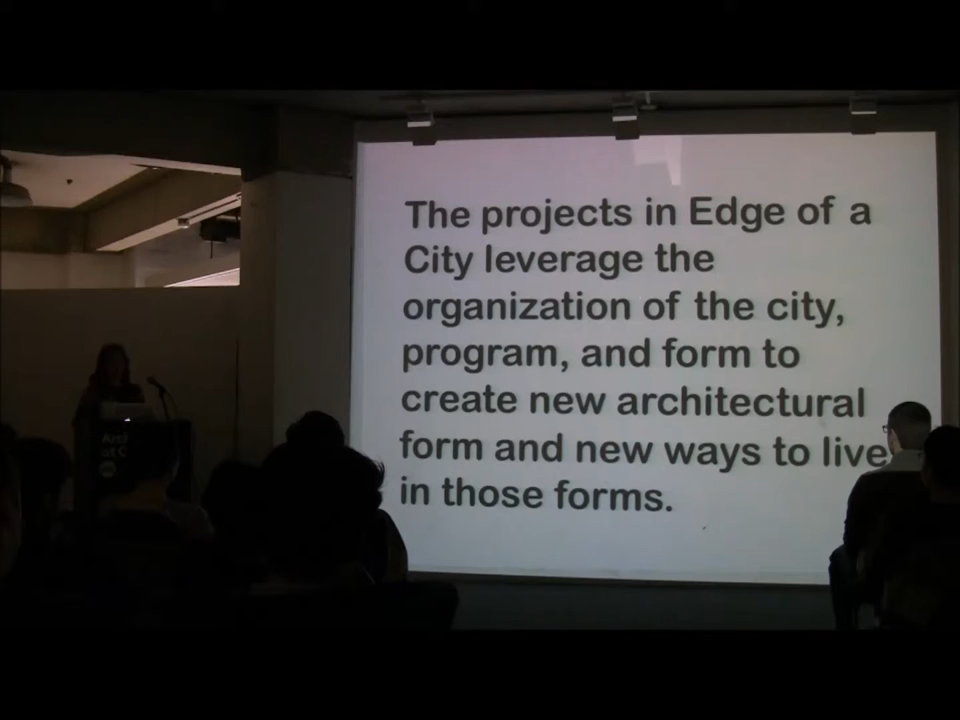 The projects in Edge of a
City leverage the
organization of the city,
program, and form to
create new architectural
form and new ways to live
in those forms.